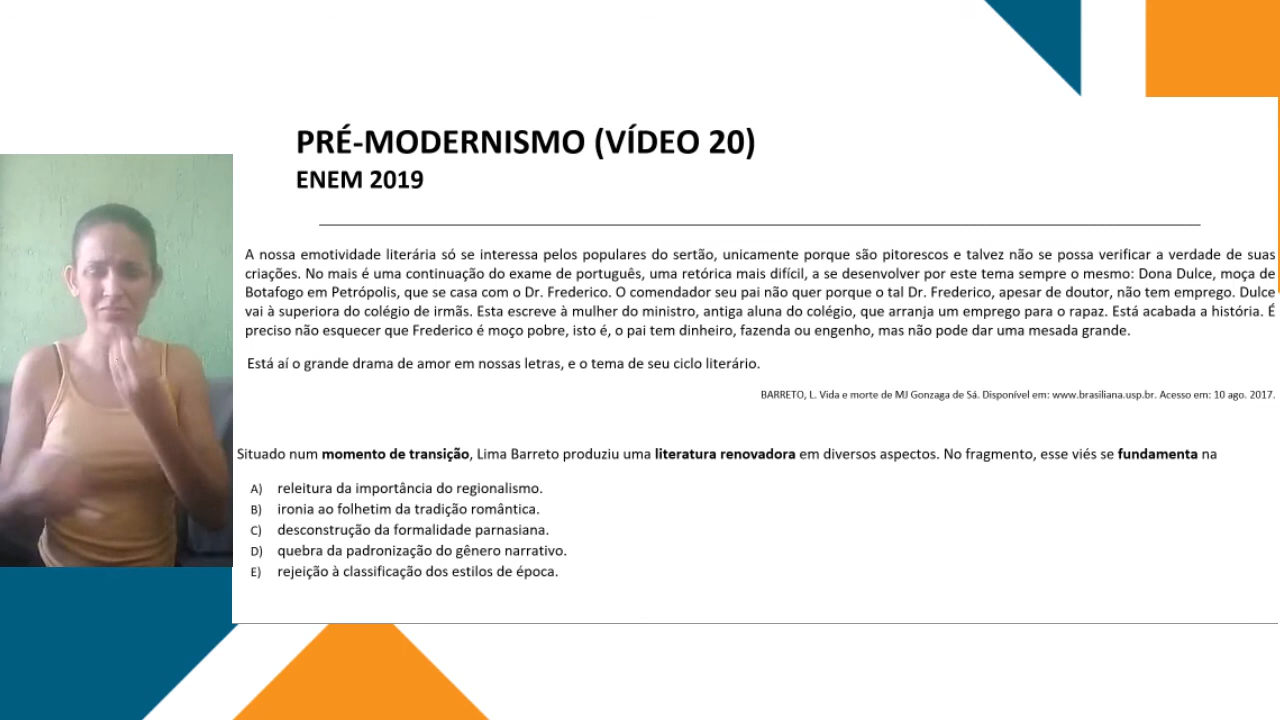 PRÉ-MODERNISMO (VÍDEO 20)
ENEM 2019
A nossa emotividade literária só se interessa pelos populares do sertão, unicamente porque são pitorescos e talvez não se possa verificar a verdade de suas
criações. No mais é uma continuação do exame de português, uma retórica mais difícil, a se desenvolver por este tema sempre o mesmo: Dona Dulce, moça de
Botafogo em Petrópolis, que se casa com o Dr. Frederico. O comendador seu pai não quer porque o tal Dr. Frederico, apesar de doutor, não tem emprego. Dulce
vai à superiora do colégio de irmãs. Esta escreve à mulher do ministro, antiga aluna do colégio, que arranja um emprego para o rapaz. Está acabada a história. É
preciso não esquecer que Frederico é moço pobre, isto é, o pai tem dinheiro, fazenda ou engenho, mas não pode dar uma mesada grande.
Está aí o grande drama de amor em nossas letras, e o tema de seu ciclo literário.
BARRETO, L. Vida e morte de MJ Gonzaga de Sá. Disponível em: www.brasiliana.usp.br. Acesso em: 10 ago. 2017.
Situado num momento de transição, Lima Barreto produziu uma literatura renovadora em diversos aspectos. No fragmento, esse viés se fundamenta na
A) releitura da importância do regionalismo.
B) ironia ao folhetim da tradição romântica.
C) desconstrução da formalidade parnasiana.
D) quebra da padronização do gênero narrativo.
E) rejeição à classificação dos estilos de época.